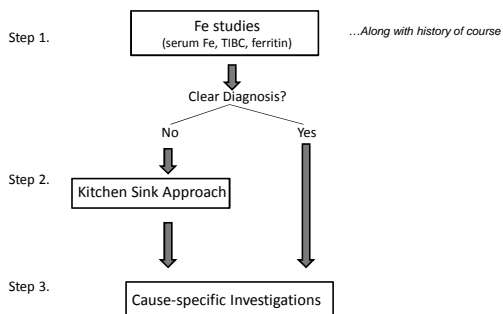 Step 1.
Fe studies
(serum Fe, TIBC, ferritin)
...Along with history of course
Clear Diagnosis?
No
Yes
Step 2.
Kitchen Sink Approach
Step 3.
Cause-specific Investigations